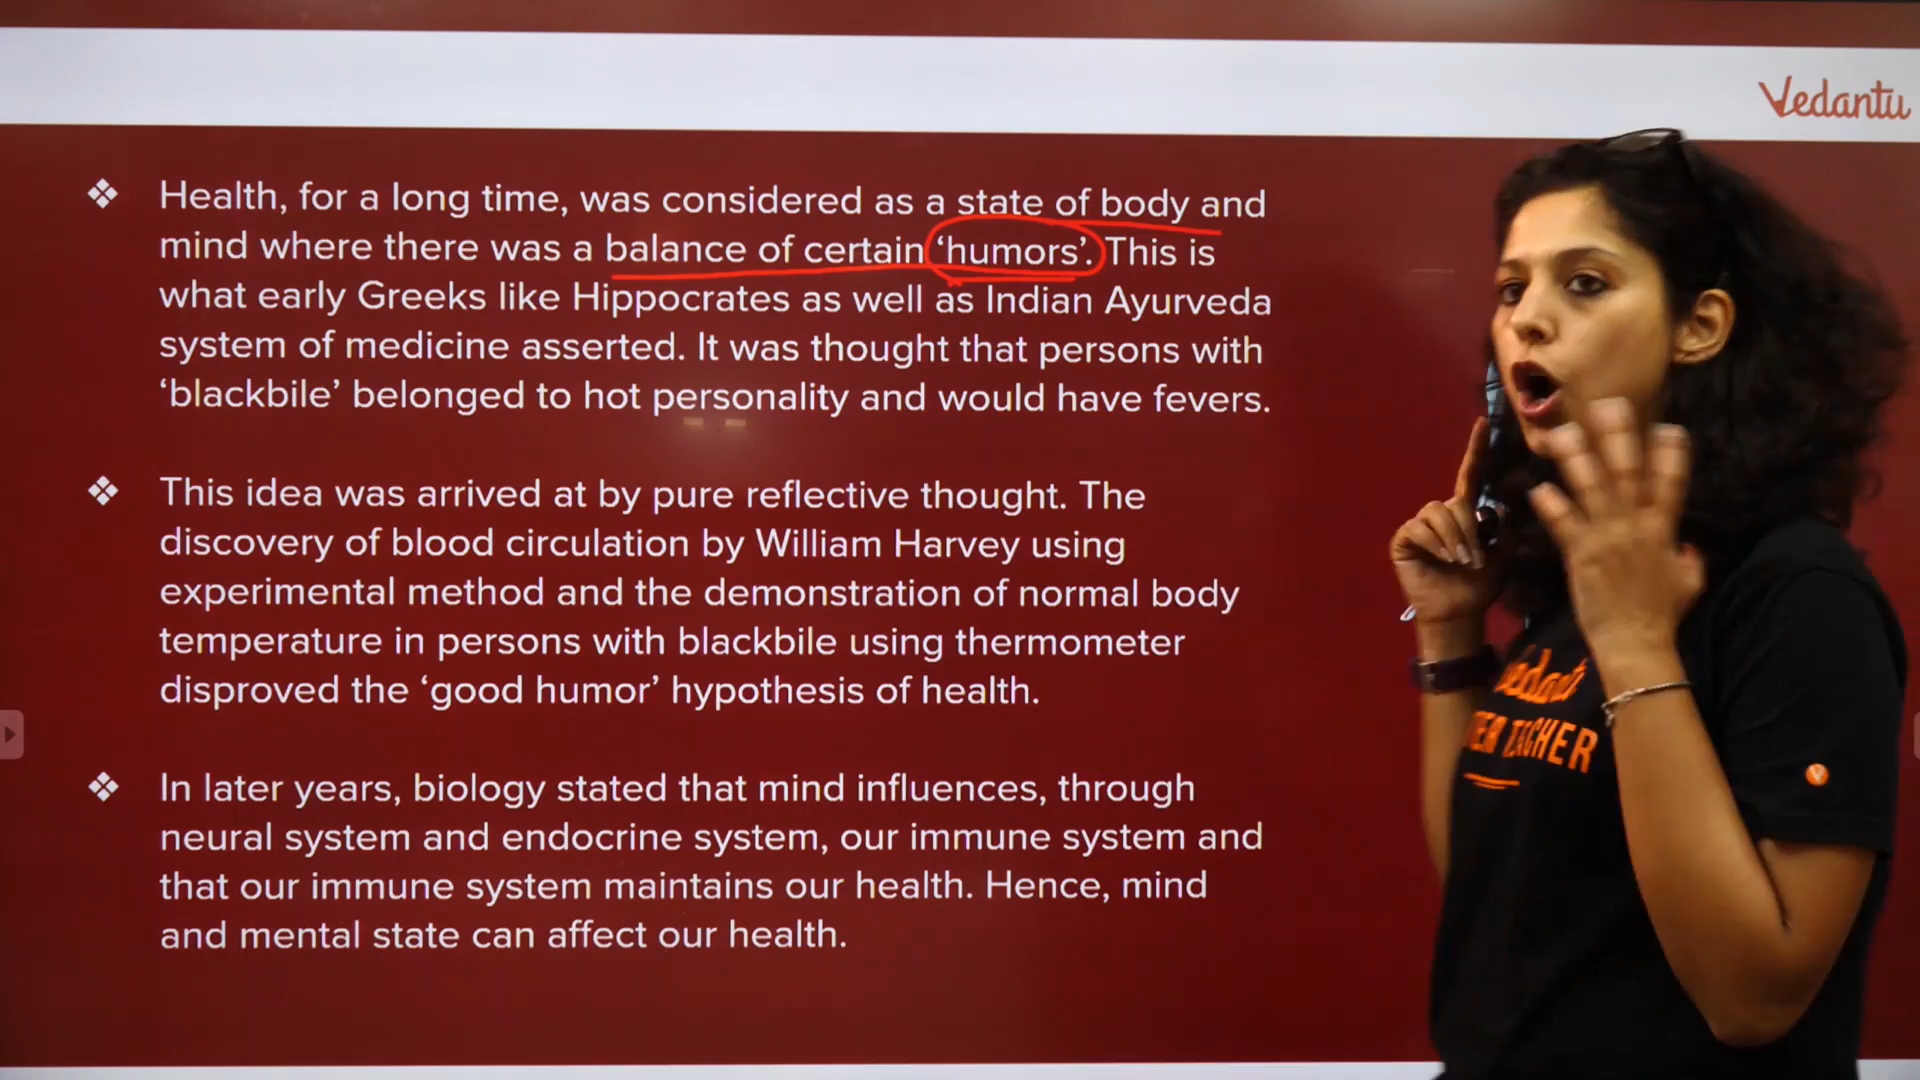 Vedantu
Health, for a long time, was considered as a state of body and
mind where there was a balance of certain ‘humors’. This is
what early Greeks like Hippocrates as well as Indian Ayurveda
system of medicine asserted. It was thought that persons with
‘blackbile’ belonged to hot personality and would have fevers.
This idea was arrived at by pure reflective thought. The
discovery of blood circulation by William Harvey using
experimental method and the demonstration of normal body
temperature in persons with blackbile using thermometer
disproved the ‘good humor’ hypothesis of health.
In later years, biology stated that mind influences, through
neural system and endocrine system, our immune system and
that our immune system maintains our health. Hence, mind
and mental state can affect our health.